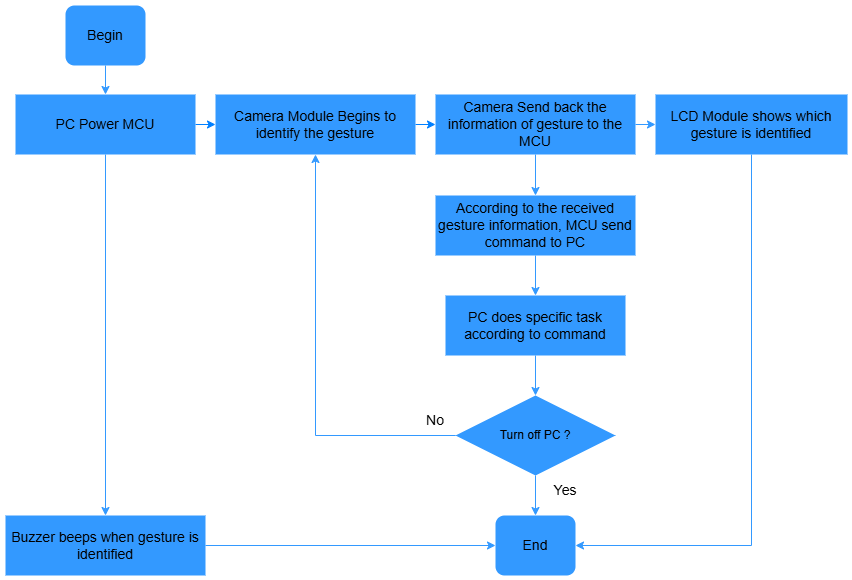 Begin
PC Power MCU
Camera Module Begins to
identify the gesture
Camera Send back the
information of gesture to the
MCU
LCD Module shows which
gesture is identified
According to the received
gesture information, MCU send
command to PC
PC does specific task
according to command
No
Turn off PC ?
Yes
Buzzer beeps when gesture is
identified
End